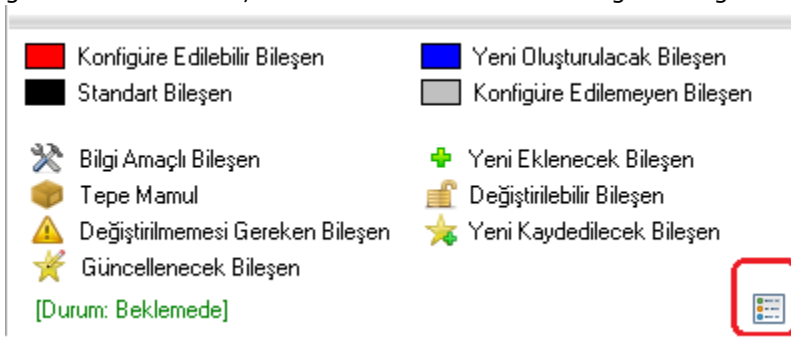 Konfigüre Edilebilir Bileşen
Yeni Oluşturulacak Bileşen
Standart Bileşen
Konfigüre Edilemeyen Bileşen
Bilgi Amaçlı Bileşen
Yeni Eklenecek Bileşen
Tepe Mamul
Değiştirilebilir Bileşen
Değiştirilmemesi Gereken Bileşen
Yeni Kaydedilecek Bileşen
Güncellenecek Bileşen
[Durum: Beklemede]